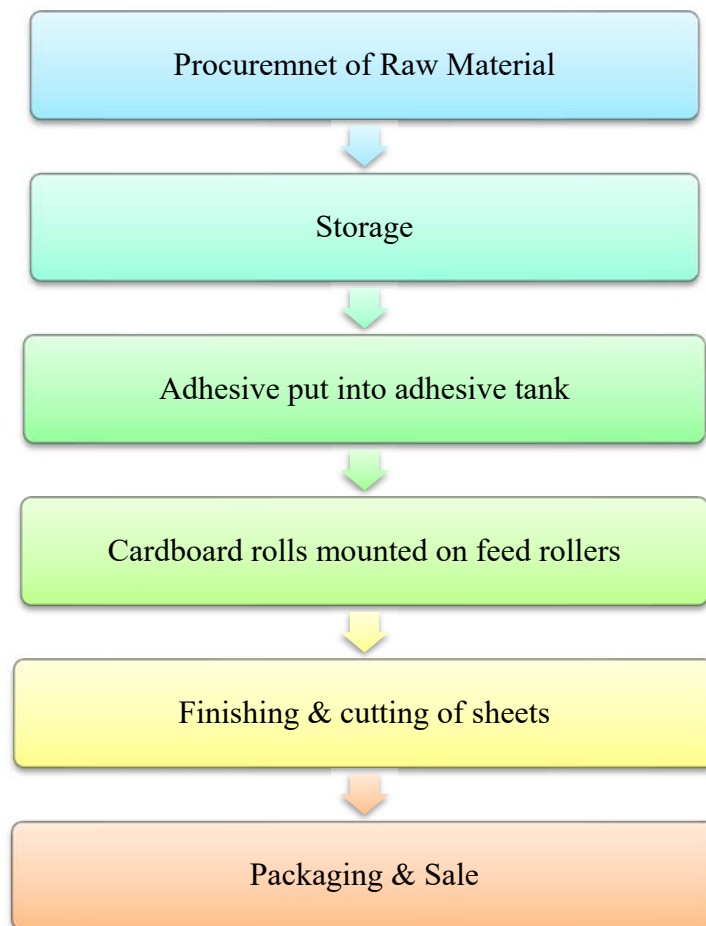 Procuremnet of Raw Material
Storage
Adhesive put into adhesive tank
Cardboard rolls mounted on feed rollers
Finishing & cutting of sheets
Packaging & Sale